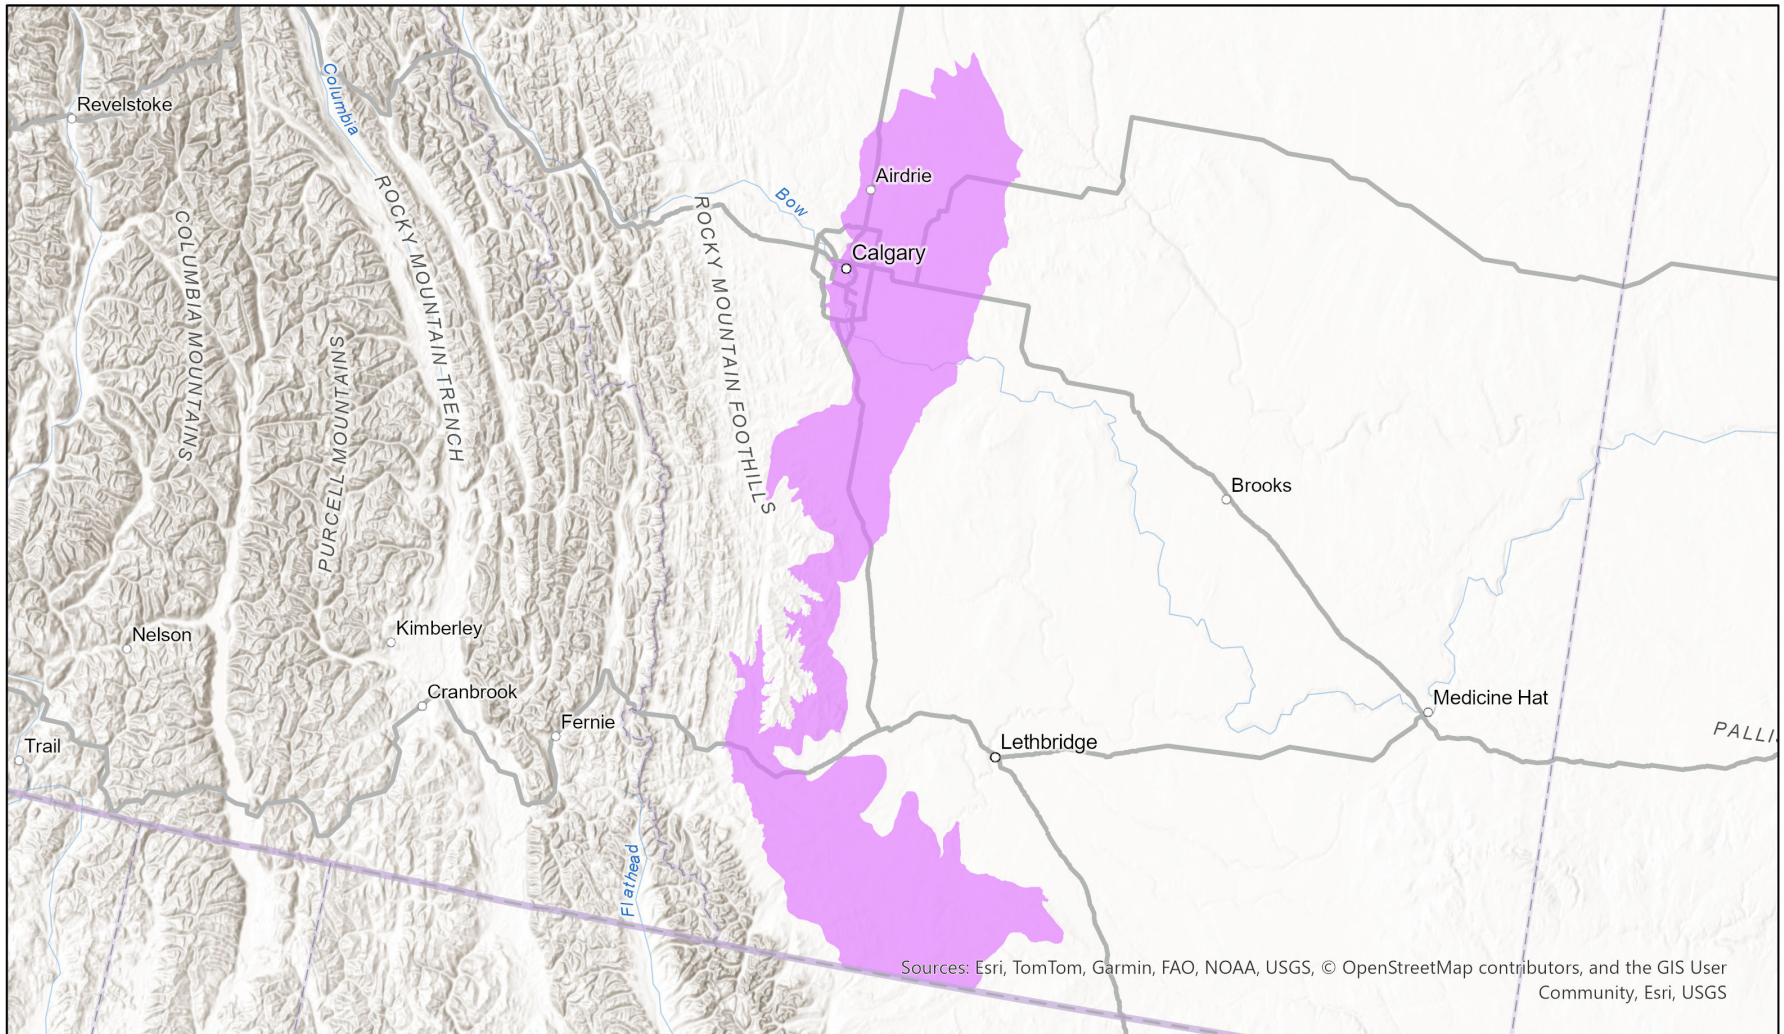 Revelstoke
Columbia
Airdrie
Bow
ROCKY MOUNTAIN TRENCH
COLUMBIA MOUNTAINS
ROCKY MOUNTAIN FOOTHILLS
Calgary
PURCELL MOUNTAINS
Brooks
Nelson
Kimberley
Cranbrook
Medicine Hat
Fernie
PALLIS
Trail
Lethbridge
Flathead
Sources: Esri, TomTom, Garmin, FAO, NOAA, USGS, © OpenStreetMap contributors, and the GIS User
Community, Esri, USGS